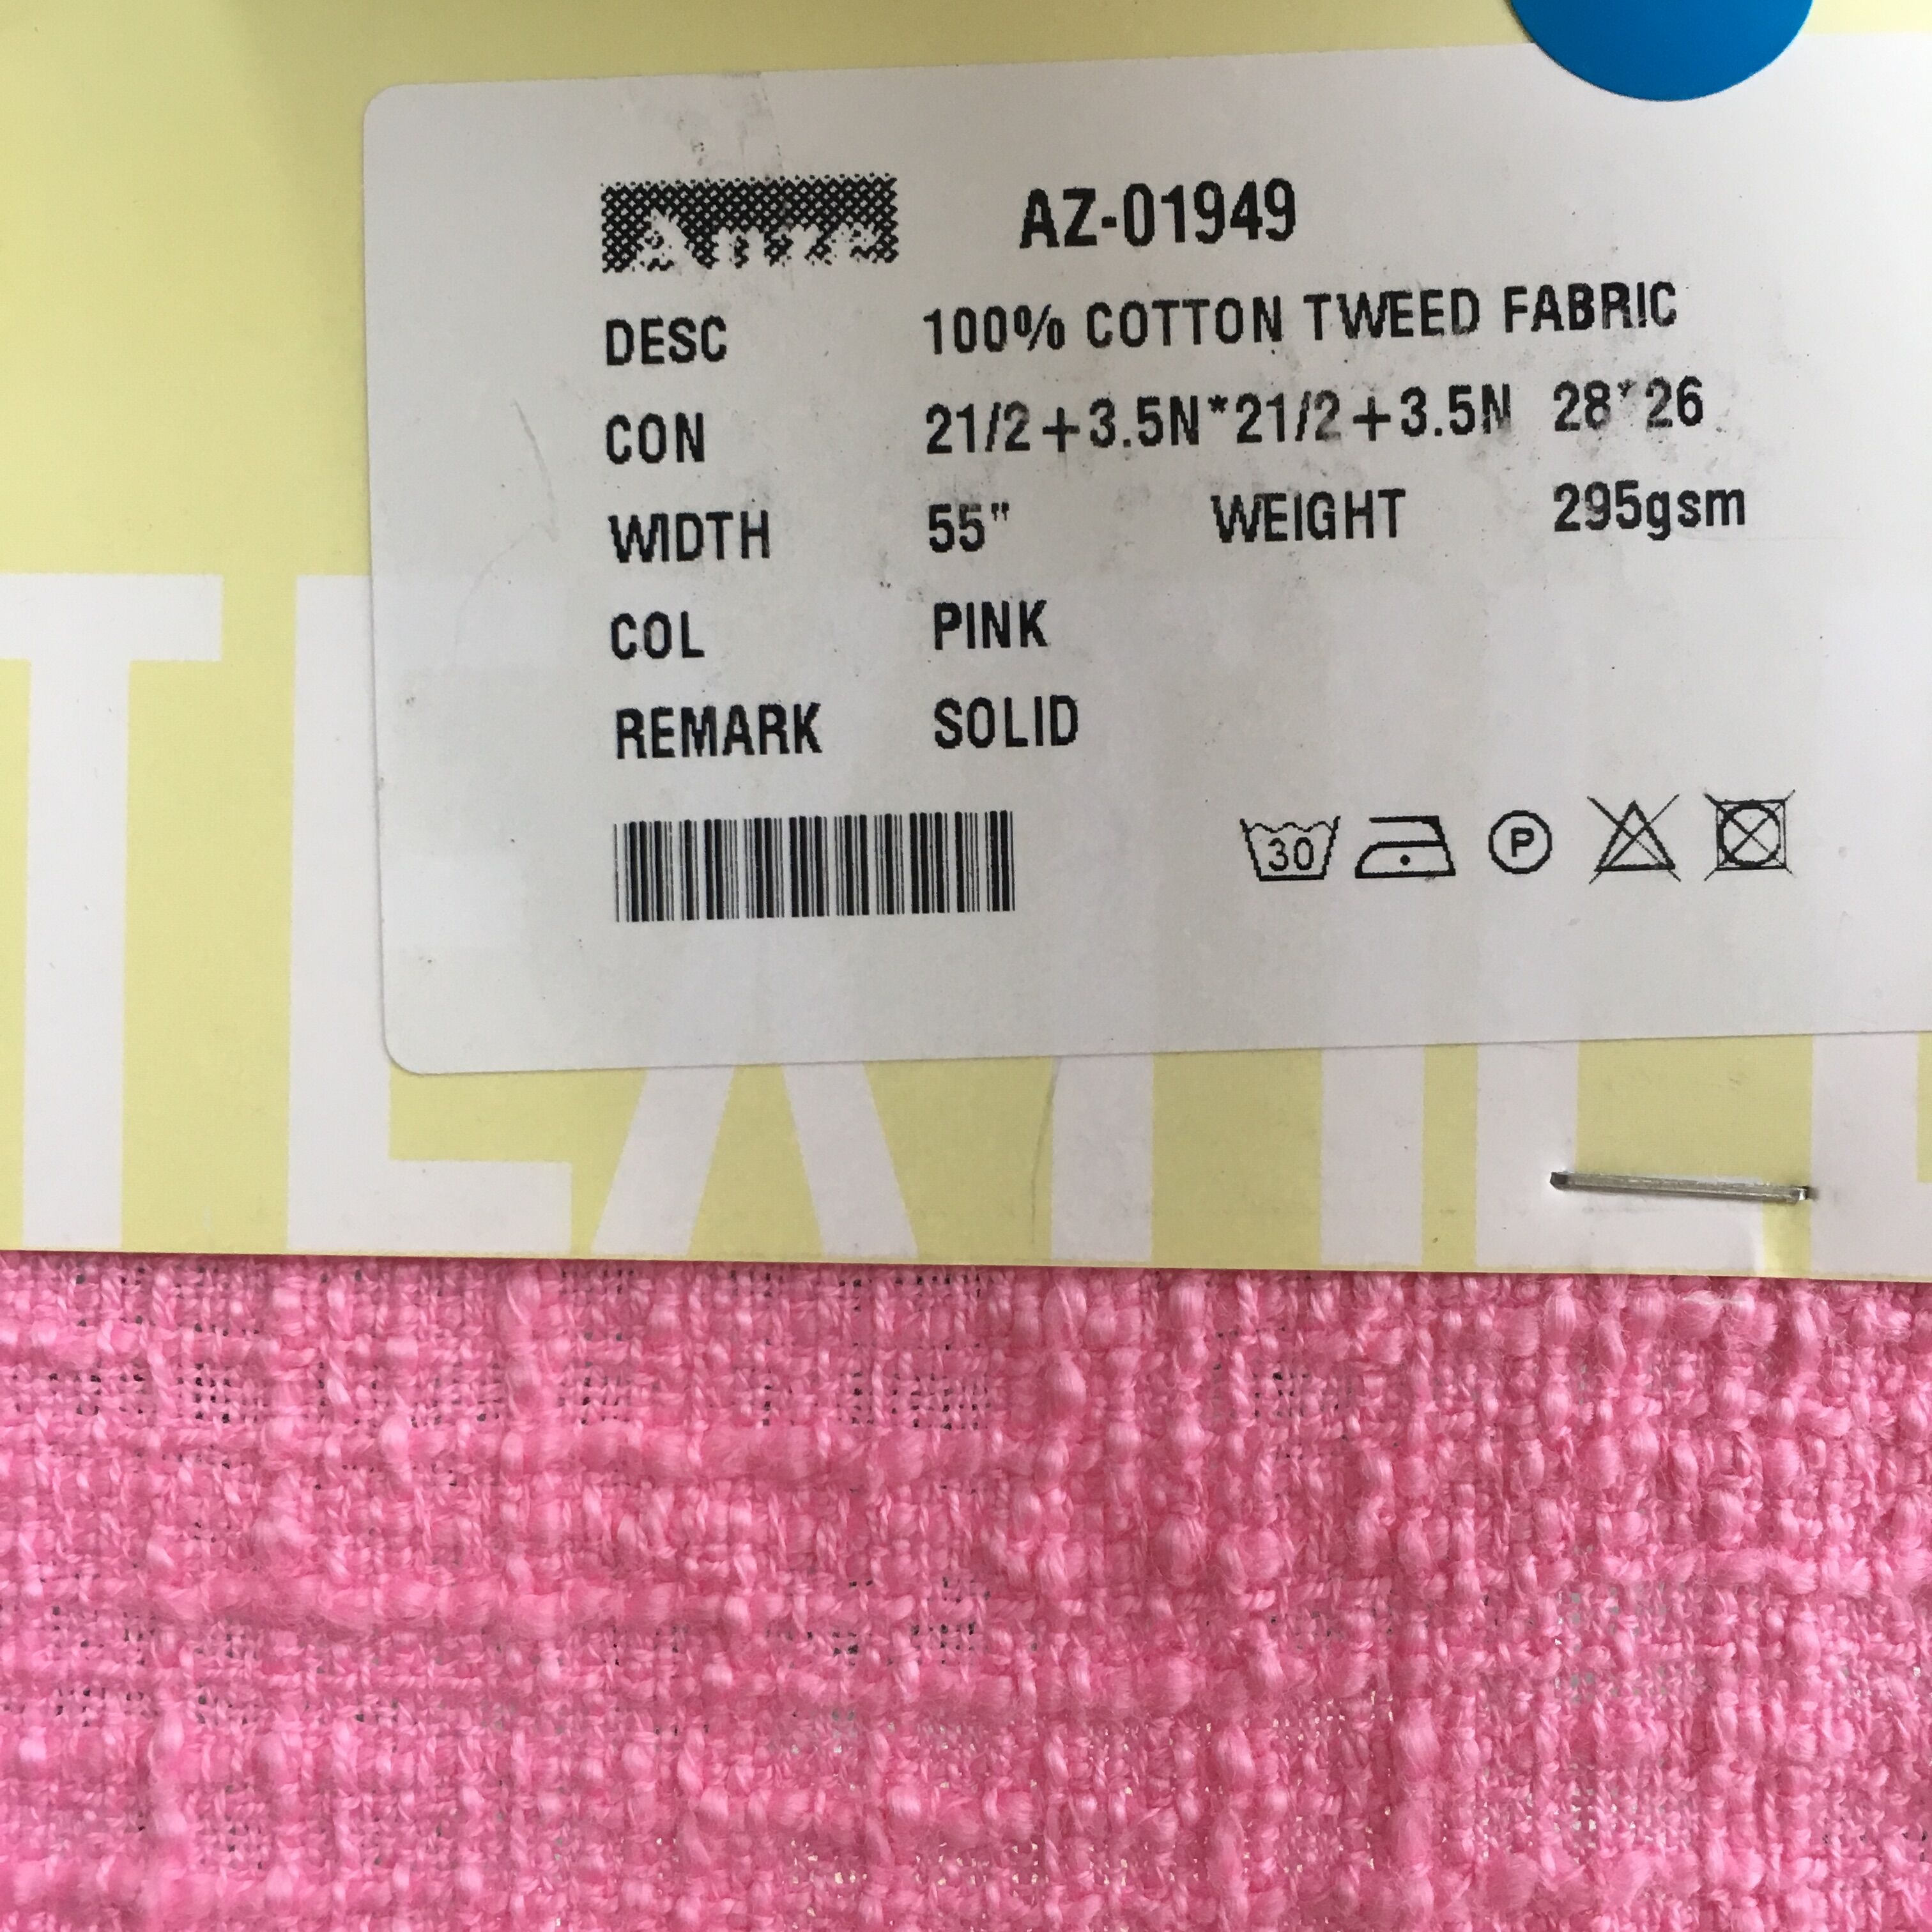 AZ-01949
DESC 100% COTTON TWEED FABRIC
CON 21/2+3.5N*21/2+3.5N 28*26
WIDTH 55" WEIGHT 295gsm
COL PINK
REMARK SOLID
30 P